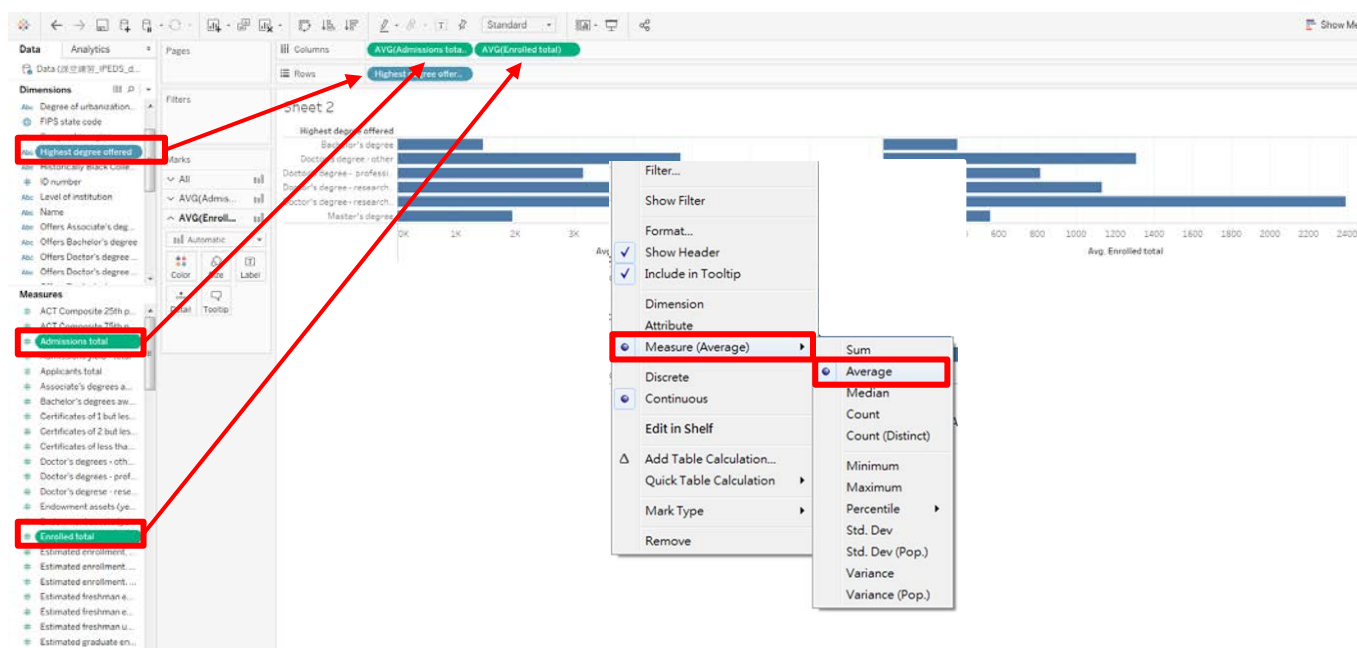 Standard
Show Me
Data
Analytics
Pages
Columns
AVG(Admissions tota..
AVG(Enrolled total)
Rows
Highest degree offer..
Dimensions
Abc Degree of urbanization...
FIPS state code
Abc Highest degree offered
Abc Historically Black Colle...
# ID number
Abc Level of institution
Abc Name
Abc Offers Associate's deg...
Abc Offers Bachelor's degree
Abc Offers Doctor's degree ...
Abc Offers Doctor's degree ...
Measures
# ACT Composite 25th p...
# ACT Composite 75th p...
# Admissions total
# Applicants total
# Associate's degrees a...
# Bachelor's degrees aw...
# Certificates of 1 but les...
# Certificates of 2 but les...
# Certificates of less tha...
# Doctor's degrees - oth...
# Doctor's degrees - prof...
# Doctor's degrese - rese...
# Endowment assets (ye...
# Enrolled total
# Estimated enrollment, ...
# Estimated enrollment, ...
# Estimated enrollment, ...
# Estimated freshman e...
# Estimated freshman e...
# Estimated freshman u...
# Estimated graduate en...
Filters
Marks
All
AVG(Admis...
AVG(Enroll...
Automatic
Color
Size
Label
Detail
Tooltip
Sheet 2
Highest degree offered
Bachelor's degree
Doctor's degree - other
Doctor's degree - professi..
Doctor's degree - research..
Doctor's degree - research..
Master's degree
0K 1K 2K 3K
600 800 1000 1200 1400 1600 1800 2000 2200 2400
Avg. Enrolled total
Filter...
Show Filter
Format...
Show Header
Include in Tooltip
Dimension
Attribute
Measure (Average)
Discrete
Continuous
Edit in Shelf
Add Table Calculation...
Quick Table Calculation
Mark Type
Remove
Sum
Average
Median
Count
Count (Distinct)
Minimum
Maximum
Percentile
Std. Dev
Std. Dev (Pop.)
Variance
Variance (Pop.)